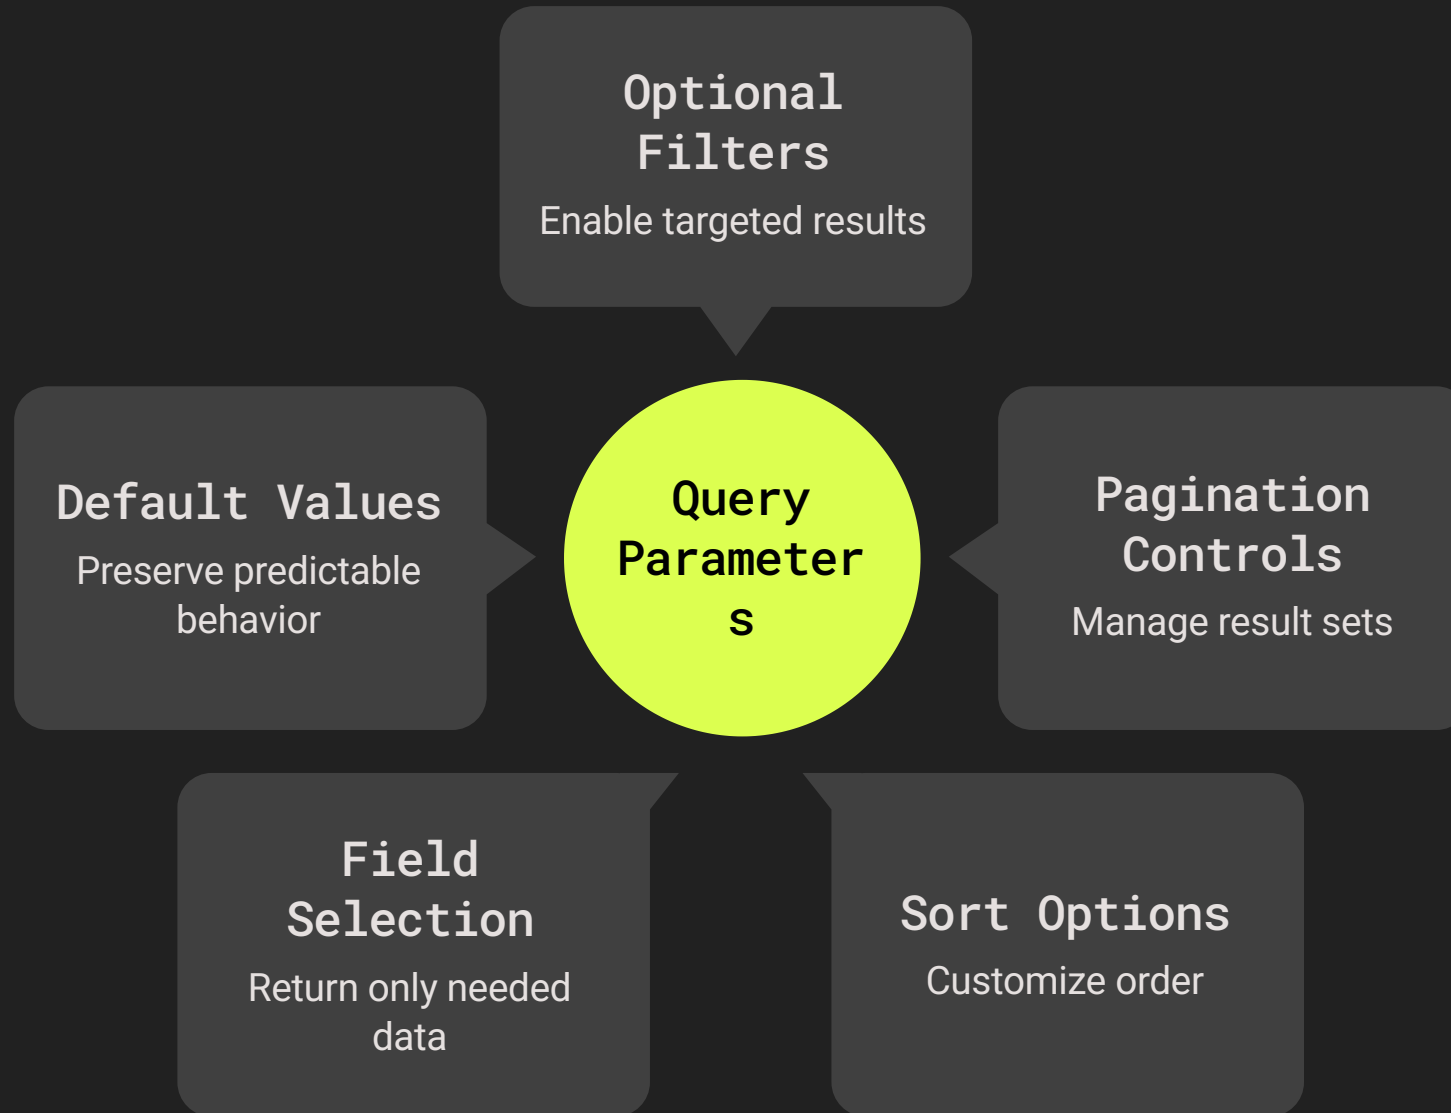 Optional
Filters
Enable targeted results
Default Values
Preserve predictable
behavior
Query
Parameter
s
Pagination
Controls
Manage result sets
Field
Selection
Return only needed
data
Sort Options
Customize order